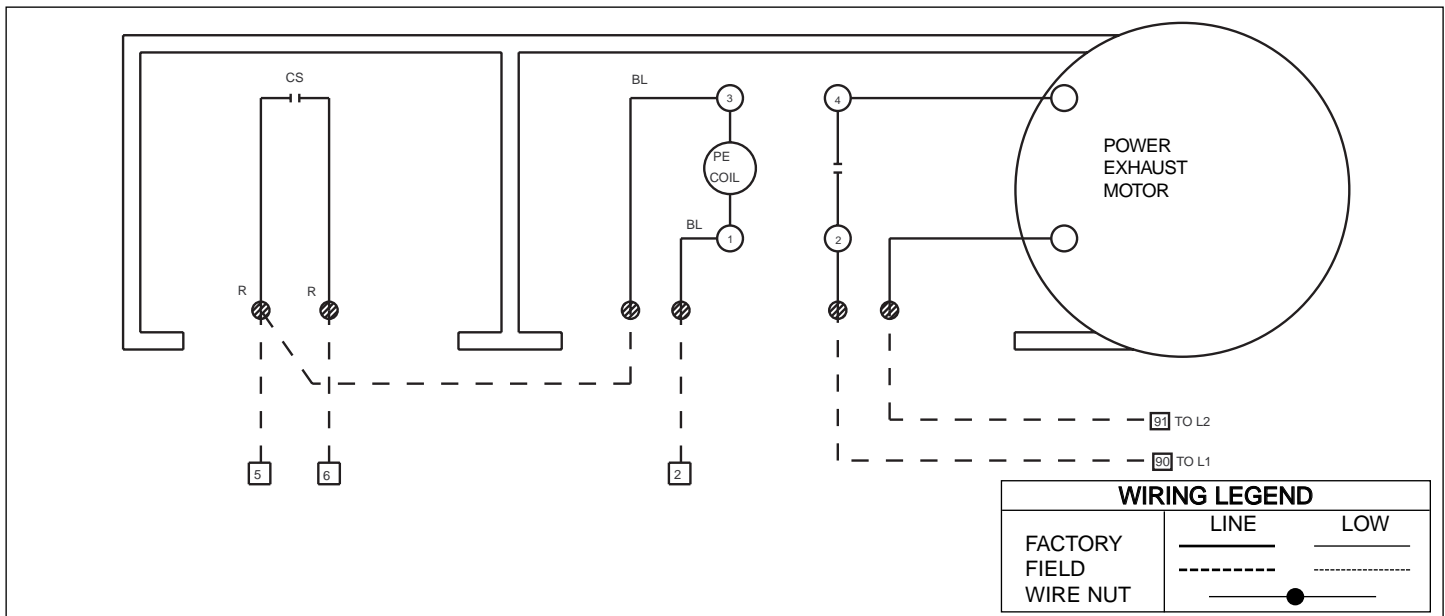 CS
BL
3
4
PE
COIL
POWER
EXHAUST
MOTOR
BL
1
2
R
R
91 TO L2
90 TO L1
5
6
2
WIRING LEGEND
LINE LOW
FACTORY
FIELD
WIRE NUT